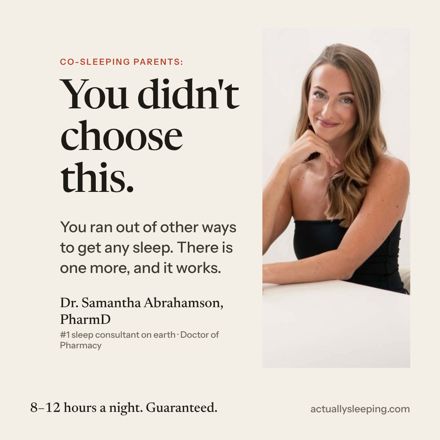 CO-SLEEPING PARENTS:
You didn't
choose
this.
You ran out of other ways
to get any sleep. There is
one more, and it works.
Dr. Samantha Abrahamson,
PharmD
#1 sleep consultant on earth · Doctor of
Pharmacy
8–12 hours a night. Guaranteed.
actuallysleeping.com